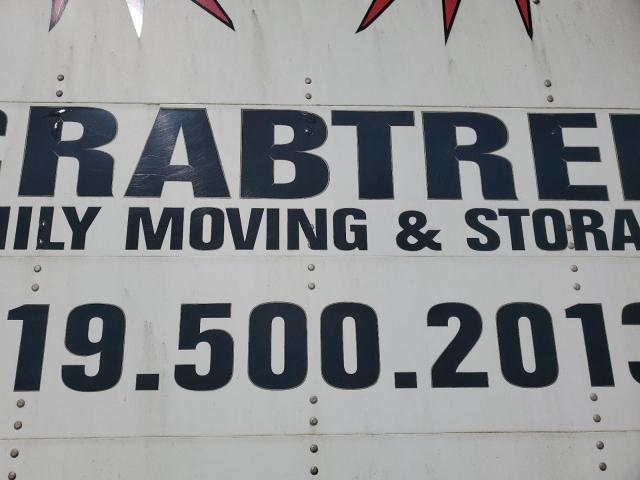 CRABTREE
MILY MOVING & STORA
19.500.2013